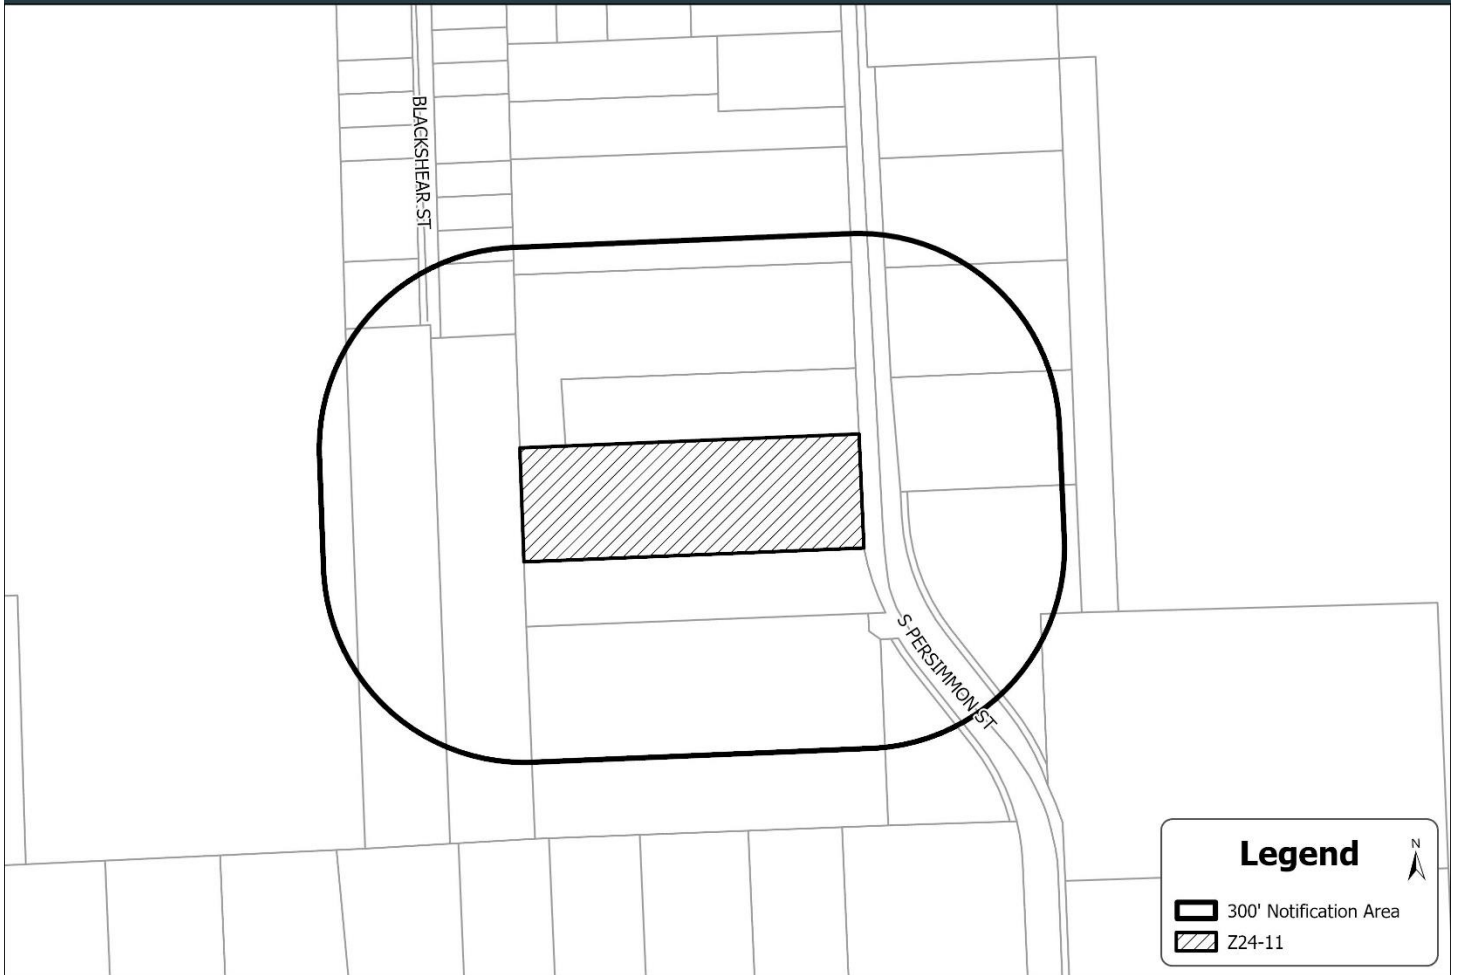 BLACKSHEAR ST
S PERSIMMON ST
Legend
N
300' Notification Area
Z24-11